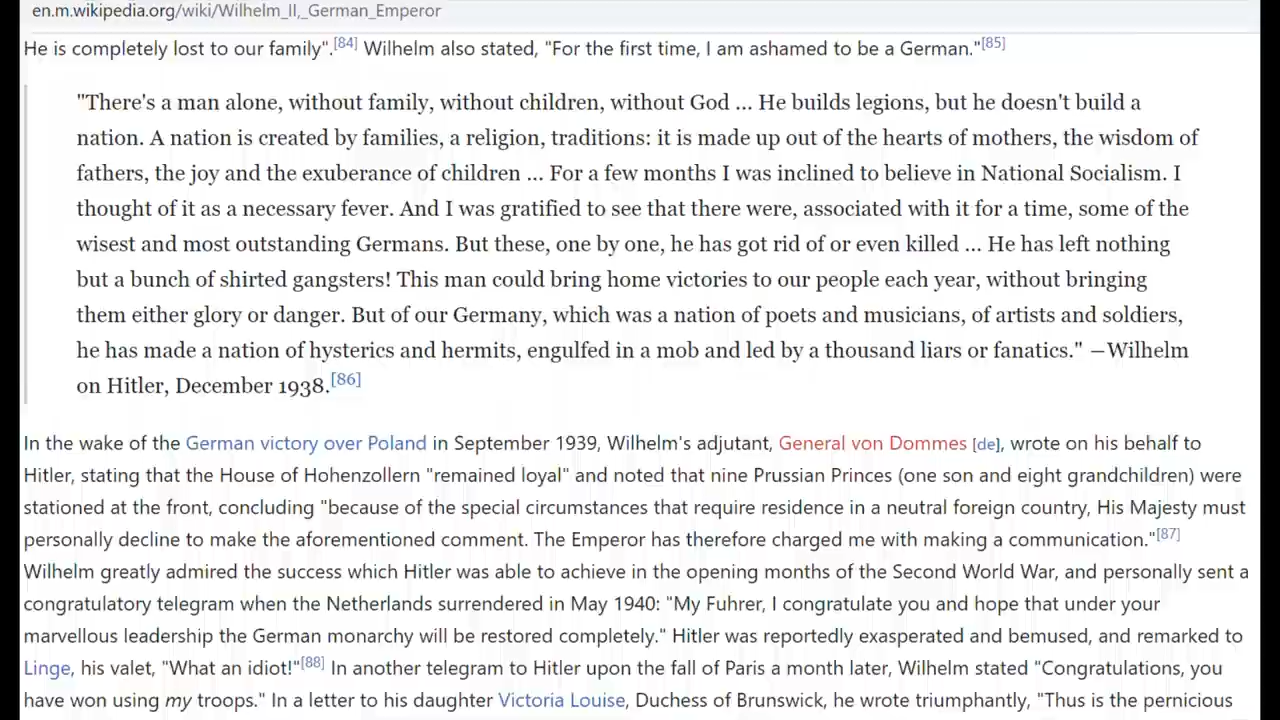 en.m.wikipedia.org/wiki/Wilhelm_II,_German_Emperor
He is completely lost to our family".[84] Wilhelm also stated, "For the first time, I am ashamed to be a German."[85]
"There's a man alone, without family, without children, without God ... He builds legions, but he doesn't build a
nation. A nation is created by families, a religion, traditions: it is made up out of the hearts of mothers, the wisdom of
fathers, the joy and the exuberance of children ... For a few months I was inclined to believe in National Socialism. I
thought of it as a necessary fever. And I was gratified to see that there were, associated with it for a time, some of the
wisest and most outstanding Germans. But these, one by one, he has got rid of or even killed ... He has left nothing
but a bunch of shirted gangsters! This man could bring home victories to our people each year, without bringing
them either glory or danger. But of our Germany, which was a nation of poets and musicians, of artists and soldiers,
he has made a nation of hysterics and hermits, engulfed in a mob and led by a thousand liars or fanatics." —Wilhelm
on Hitler, December 1938.[86]
In the wake of the German victory over Poland in September 1939, Wilhelm's adjutant, General von Dommes [de], wrote on his behalf to
Hitler, stating that the House of Hohenzollern "remained loyal" and noted that nine Prussian Princes (one son and eight grandchildren) were
stationed at the front, concluding "because of the special circumstances that require residence in a neutral foreign country, His Majesty must
personally decline to make the aforementioned comment. The Emperor has therefore charged me with making a communication."[87]
Wilhelm greatly admired the success which Hitler was able to achieve in the opening months of the Second World War, and personally sent a
congratulatory telegram when the Netherlands surrendered in May 1940: "My Fuhrer, I congratulate you and hope that under your
marvellous leadership the German monarchy will be restored completely." Hitler was reportedly exasperated and bemused, and remarked to
Linge, his valet, "What an idiot!"[88] In another telegram to Hitler upon the fall of Paris a month later, Wilhelm stated "Congratulations, you
have won using my troops." In a letter to his daughter Victoria Louise, Duchess of Brunswick, he wrote triumphantly, "Thus is the pernicious